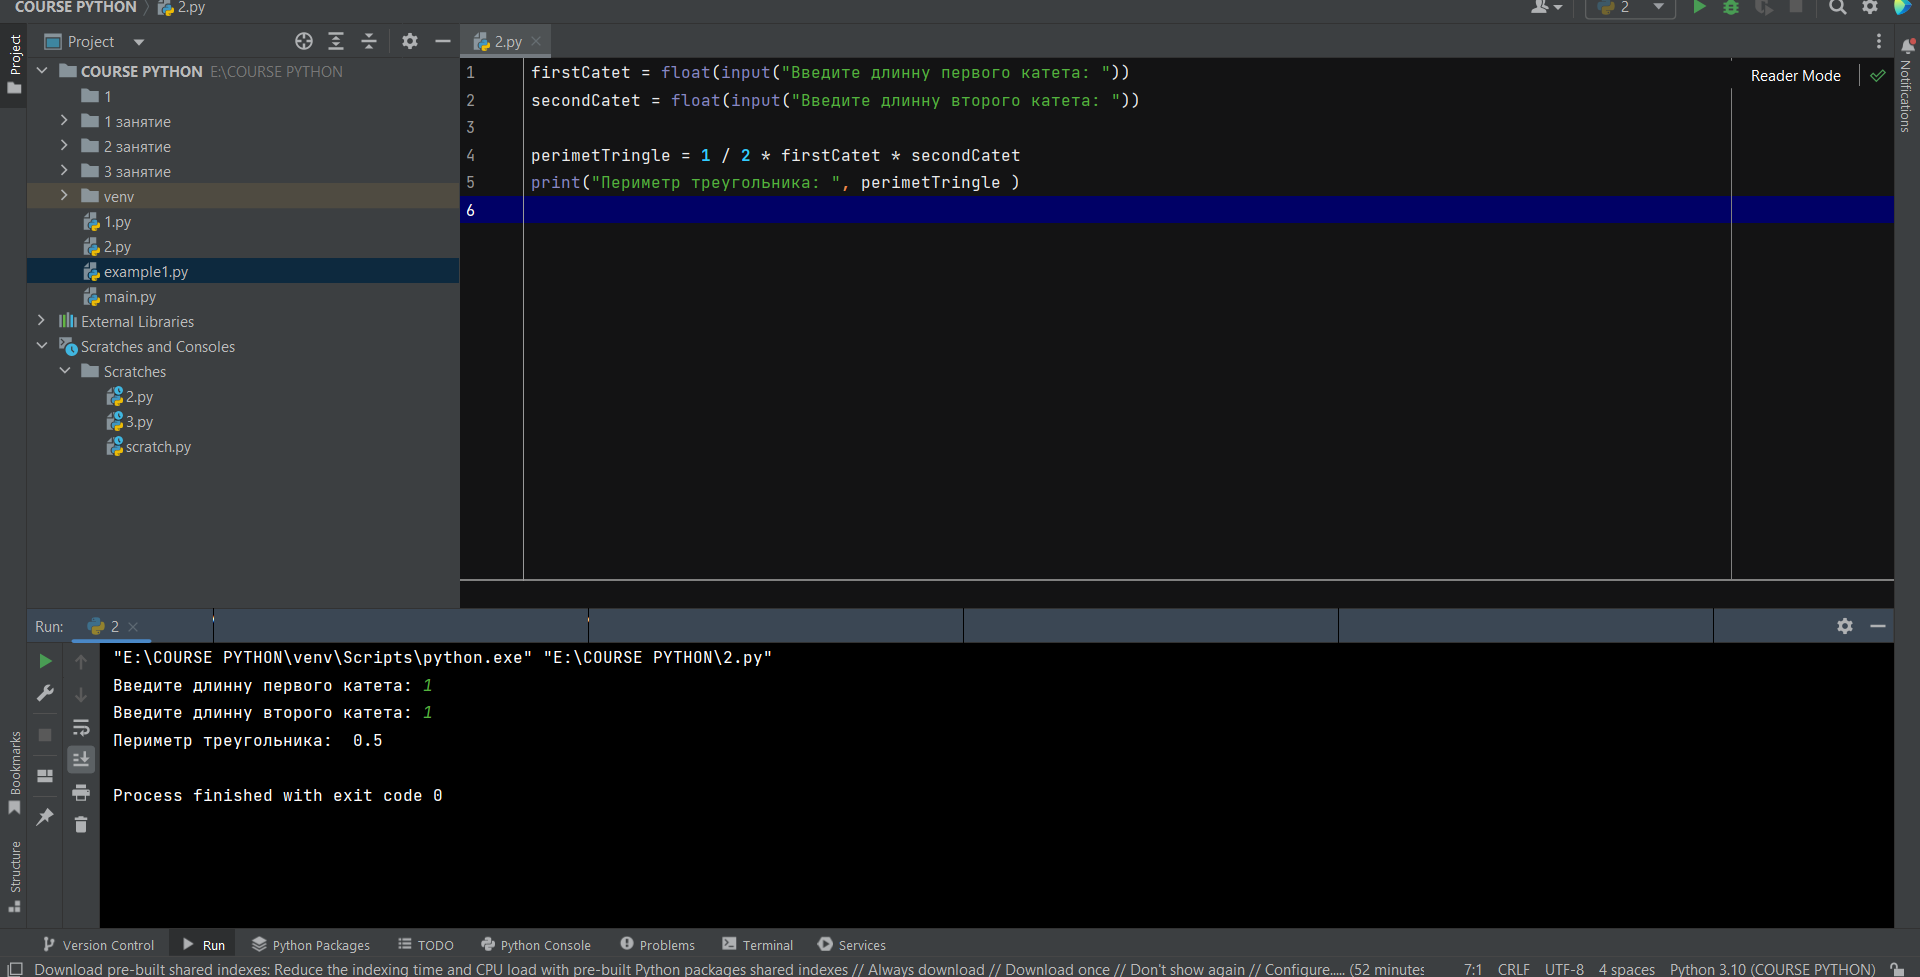 COURSE PYTHON 2.py 2
Project
Project
COURSE PYTHON E:\COURSE PYTHON
1
1 занятие
2 занятие
3 занятие
venv
1.py
2.py
example1.py
main.py
External Libraries
Scratches and Consoles
Scratches
2.py
3.py
scratch.py
2.py
1 firstCatet = float(input("Введите длинну первого катета: "))
2 secondCatet = float(input("Введите длинну второго катета: "))
3
4 perimetTringle = 1 / 2 * firstCatet * secondCatet
5 print("Периметр треугольника: ", perimetTringle )
6
Reader Mode
Notifications
Run: 2
"E:\COURSE PYTHON\venv\Scripts\python.exe" "E:\COURSE PYTHON\2.py"
Введите длинну первого катета: 1
Введите длинну второго катета: 1
Периметр треугольника:  0.5
Process finished with exit code 0
Bookmarks
Structure
Version Control Run Python Packages TODO Python Console Problems Terminal Services
Download pre-built shared indexes: Reduce the indexing time and CPU load with pre-built Python packages shared indexes // Always download // Download once // Don't show again // Configure..... (52 minutes 7:1 CRLF UTF-8 4 spaces Python 3.10 (COURSE PYTHON)